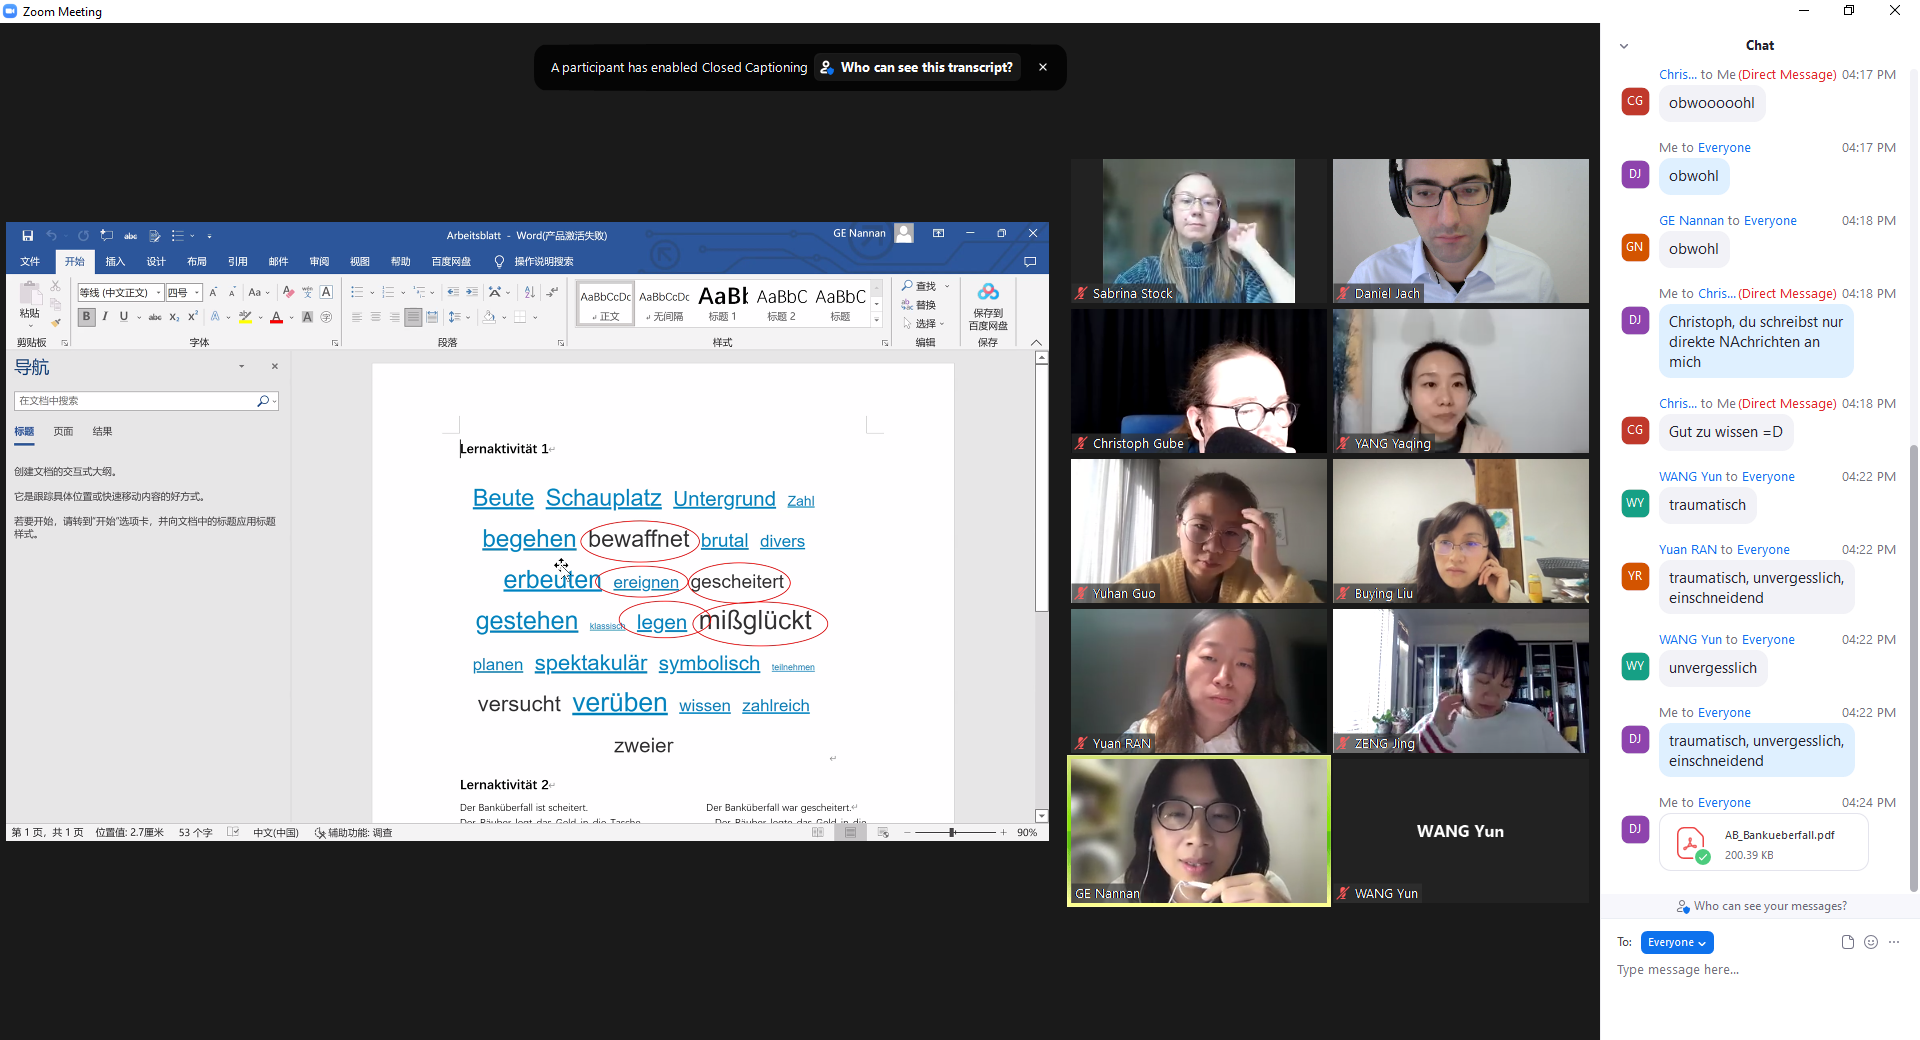 Zoom Meeting
A participant has enabled Closed Captioning Who can see this transcript?
Arbeitsblatt - Word(产品激活失败)
GE Nannan
文件 开始 插入 设计 布局 引用 邮件 审阅 视图 帮助 百度网盘 操作说明搜索
粘贴
剪贴板
等线 (中文正文) 四号
字体
段落
AaBbCcDc AaBbCcDc AaBb AaBbC AaBbC
正文 无间隔 标题 1 标题 2 标题
样式
查找
替换
选择
编辑
保存到
百度网盘
保存
导航
在文档中搜索
标题 页面 结果
创建文档的交互式大纲。
它是跟踪具体位置或快速移动内容的好方式。
若要开始，请转到“开始”选项卡，并向文档中的标题应用标题
样式。
Lernaktivität 1
Beute Schauplatz Untergrund Zahl
begehen bewaffnet brutal divers
erbeuten ereignen gescheitert
gestehen klassisch legen mißglückt
planen spektakulär symbolisch teilnehmen
versucht verüben wissen zahlreich
zweier
Lernaktivität 2
Der Banküberfall ist scheitert. Der Banküberfall war gescheitert.
Der Räuber legt das Geld in die Tasche. Der Räuber legte das Geld in die
第 1 页，共 1 页 位置值: 2.7厘米 53 个字 中文(中国) 辅助功能: 调查 90%
Sabrina Stock
Daniel Jach
Christoph Gube
YANG Yaqing
Yuhan Guo
Buying Liu
Yuan RAN
ZENG Jing
GE Nannan
WANG Yun
WANG Yun
Chat
Chris... to Me (Direct Message) 04:17 PM
CG
obwooooohl
Me to Everyone 04:17 PM
DJ
obwohl
GE Nannan to Everyone 04:18 PM
GN
obwohl
Me to Chris... (Direct Message) 04:18 PM
DJ
Christoph, du schreibst nur
direkte NAchrichten an
mich
Chris... to Me (Direct Message) 04:18 PM
CG
Gut zu wissen =D
WANG Yun to Everyone 04:22 PM
WY
traumatisch
Yuan RAN to Everyone 04:22 PM
YR
traumatisch, unvergesslich,
einschneidend
WANG Yun to Everyone 04:22 PM
WY
unvergesslich
Me to Everyone 04:22 PM
DJ
traumatisch, unvergesslich,
einschneidend
Me to Everyone 04:24 PM
DJ
AB_Bankueberfall.pdf
200.39 KB
Who can see your messages?
To: Everyone
Type message here...